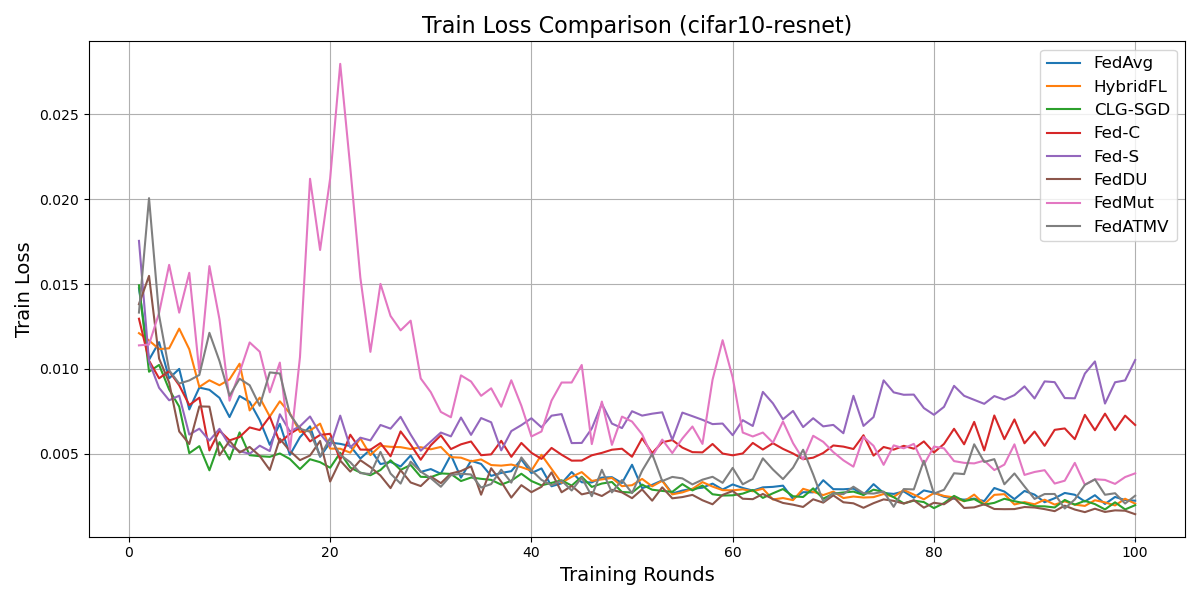 Train Loss Comparison (cifar10-resnet)
Train Loss
0.025
0.020
0.015
0.010
0.005
0
20
40
60
80
100
Training Rounds
FedAvg
HybridFL
CLG-SGD
Fed-C
Fed-S
FedDU
FedMut
FedATMV